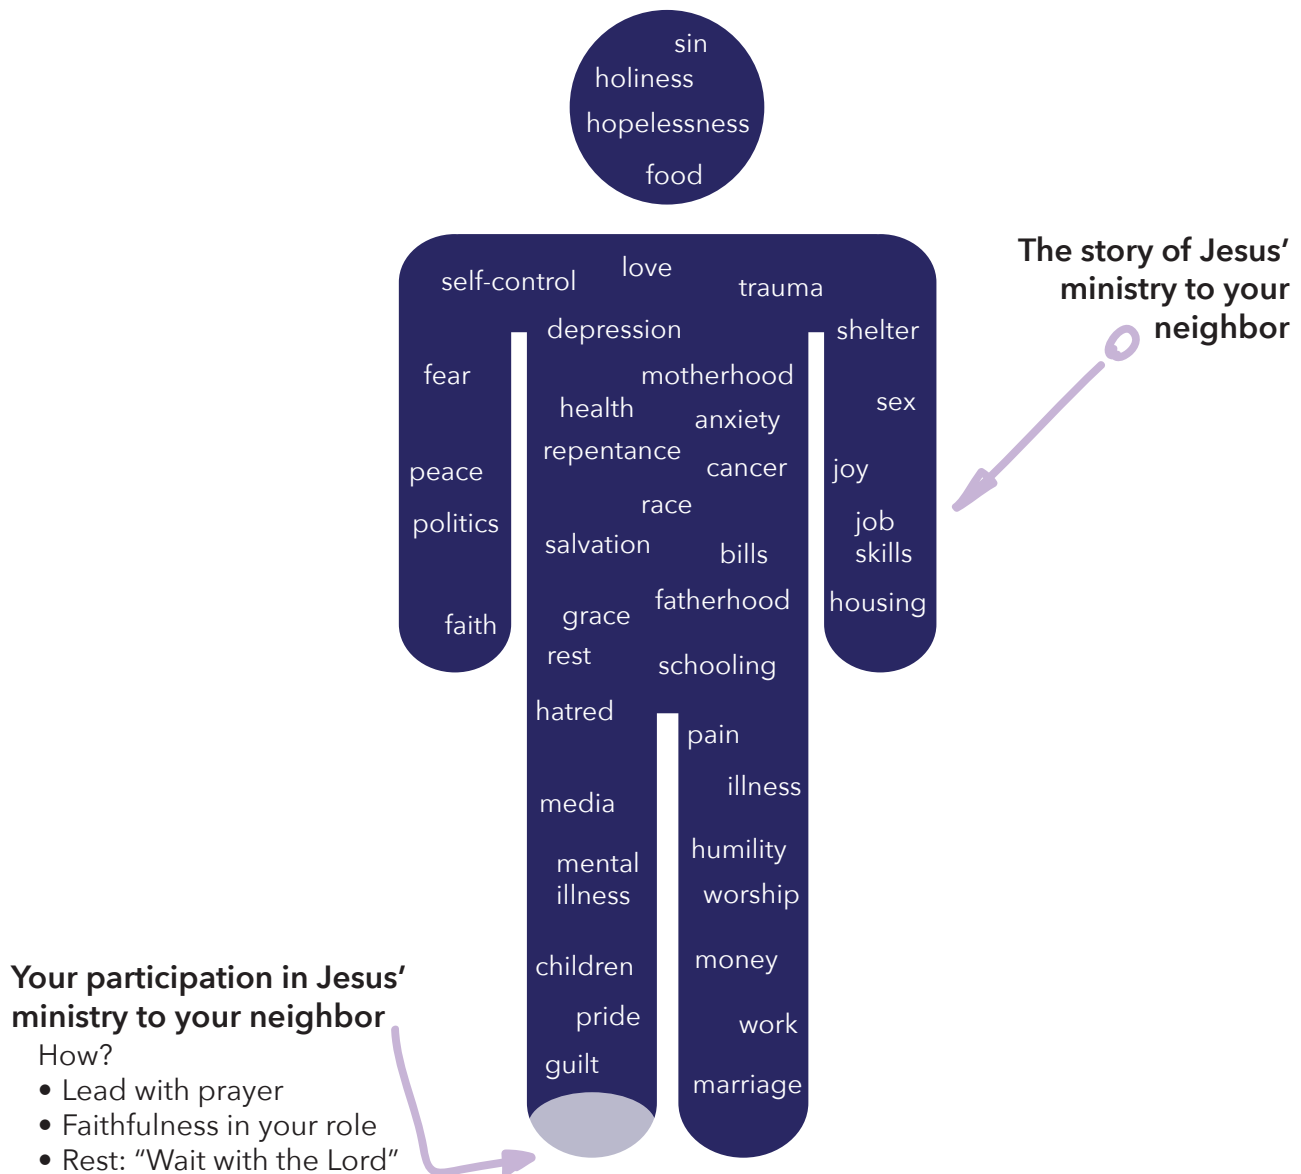 sin
holiness
hopelessness
food
self-control
love
trauma
depression
shelter
fear
motherhood
health
sex
anxiety
repentance
peace
cancer
joy
race
politics
job
skills
salvation
bills
fatherhood
housing
grace
faith
rest
schooling
hatred
pain
illness
media
humility
mental
illness
worship
children
money
pride
work
guilt
marriage
The story of Jesus’
ministry to your
neighbor
Your participation in Jesus’
ministry to your neighbor
How?
• Lead with prayer
• Faithfulness in your role
• Rest: “Wait with the Lord”